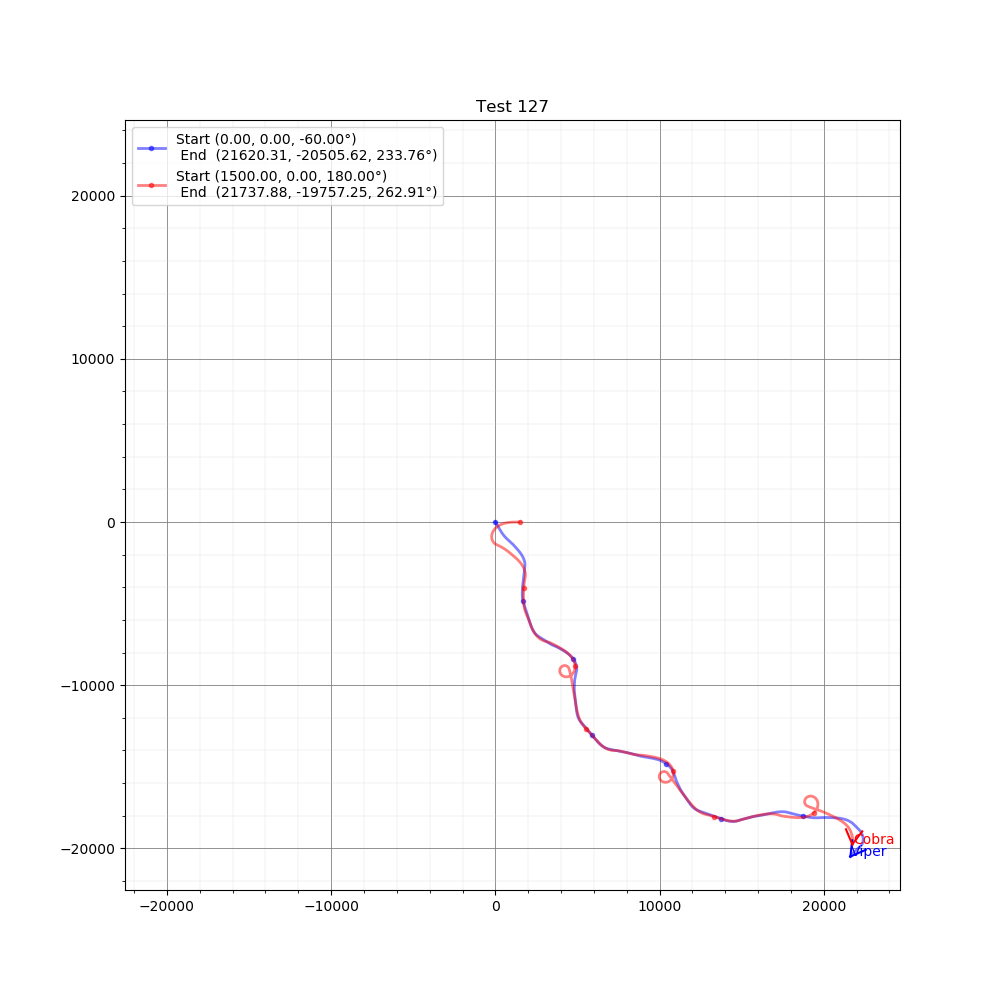 Test 127
Start (0.00, 0.00, -60.00°)
End  (21620.31, -20505.62, 233.76°)
Start (1500.00, 0.00, 180.00°)
End  (21737.88, -19757.25, 262.91°)
20000
10000
0
−10000
−20000
Cobra
Viper
−20000
−10000
0
10000
20000